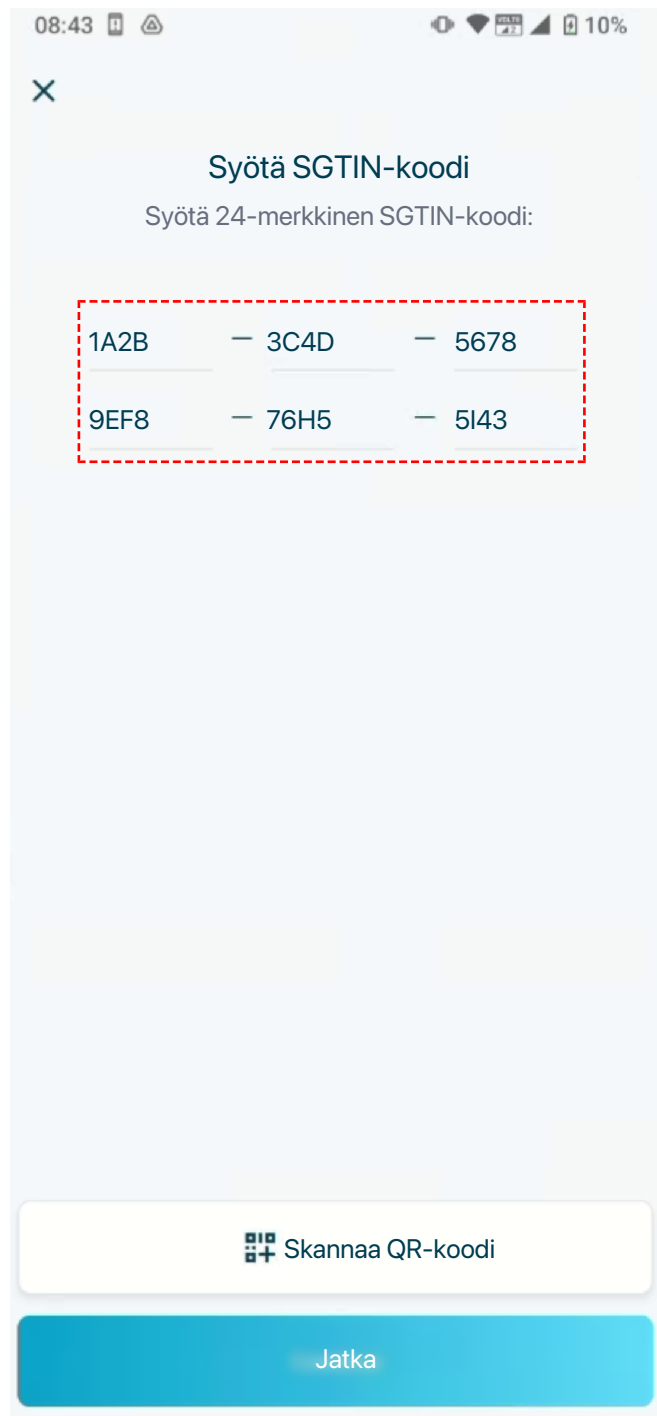 08:43 10%
Syötä SGTIN-koodi
Syötä 24-merkkinen SGTIN-koodi:
1A2B – 3C4D – 5678
9EF8 – 76H5 – 5I43
Skannaa QR-koodi
Jatka